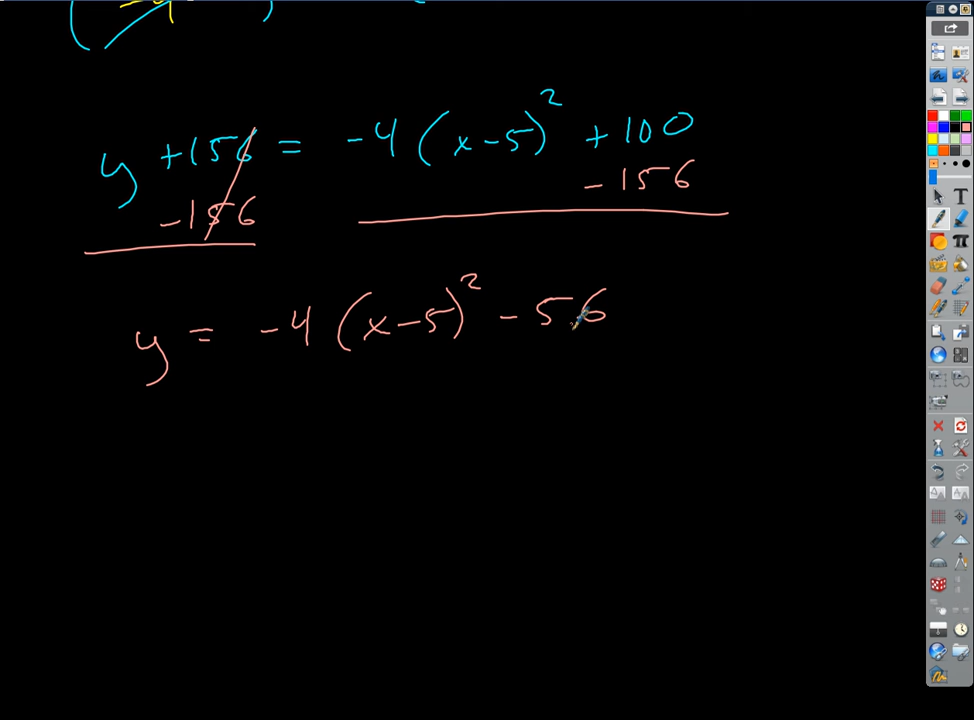 y + 156 = -4 (x - 5)² + 100
- 156 - 156
y = -4 (x - 5)² - 56